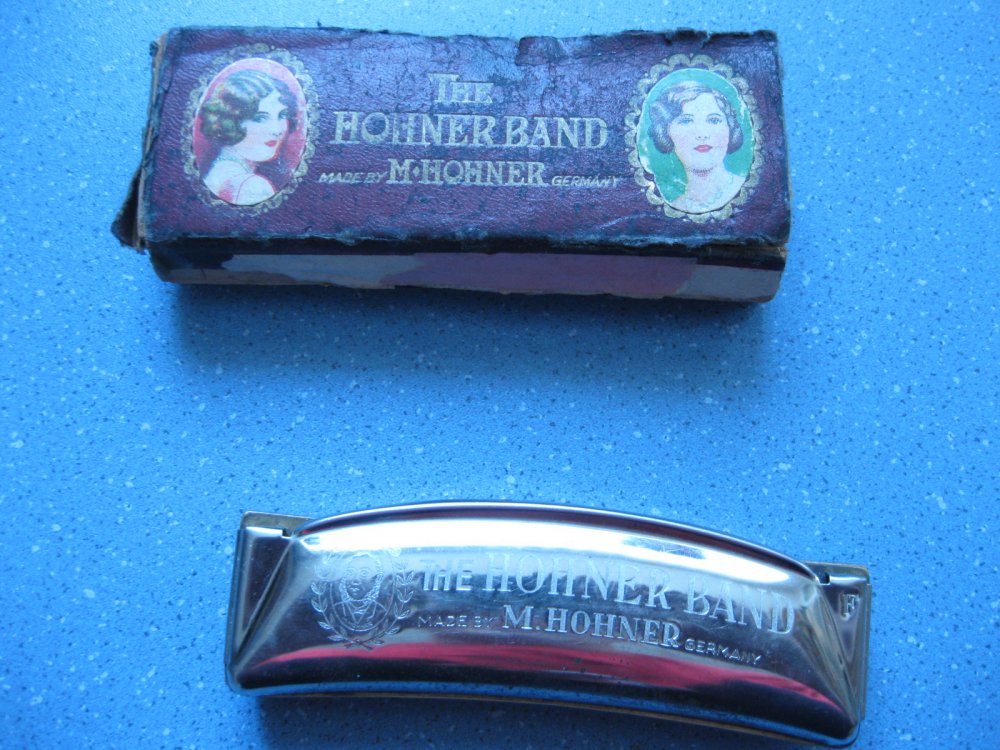 THE
HOHNER BAND
MADE BY M. HOHNER GERMANY
THE HOHNER BAND
MADE BY M. HOHNER GERMANY
F